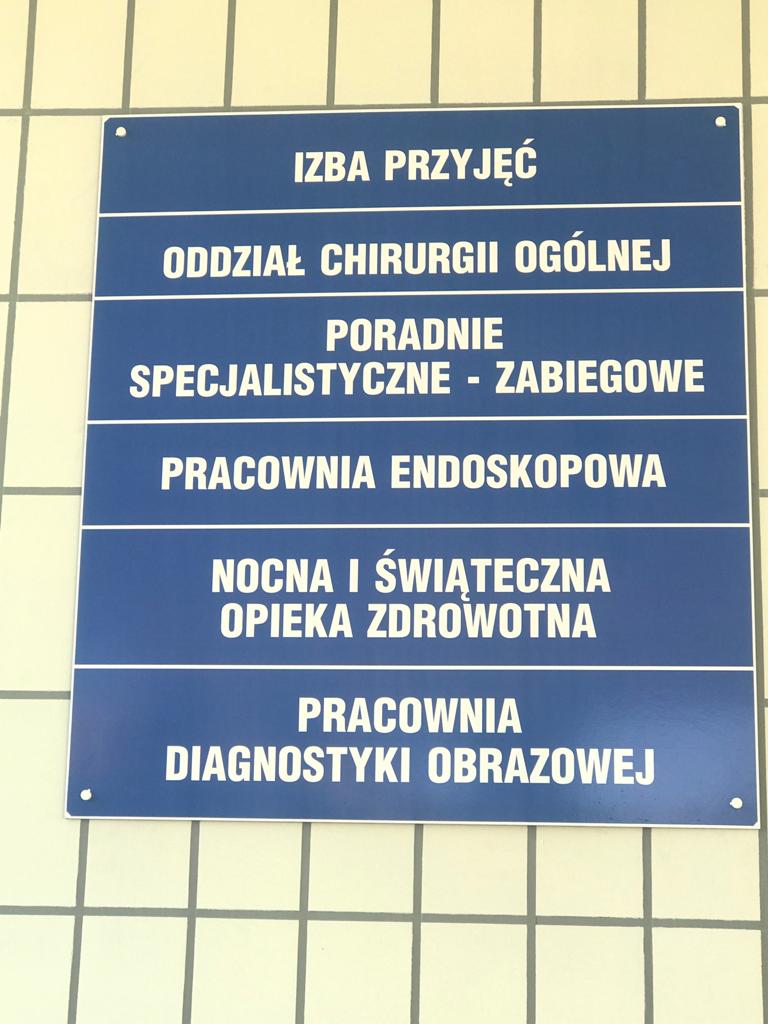 IZBA PRZYJĘĆ
ODDZIAŁ CHIRURGII OGÓLNEJ
PORADNIE
SPECJALISTYCZNE - ZABIEGOWE
PRACOWNIA ENDOSKOPOWA
NOCNA I ŚWIĄTECZNA
OPIEKA ZDROWOTNA
PRACOWNIA
DIAGNOSTYKI OBRAZOWEJ